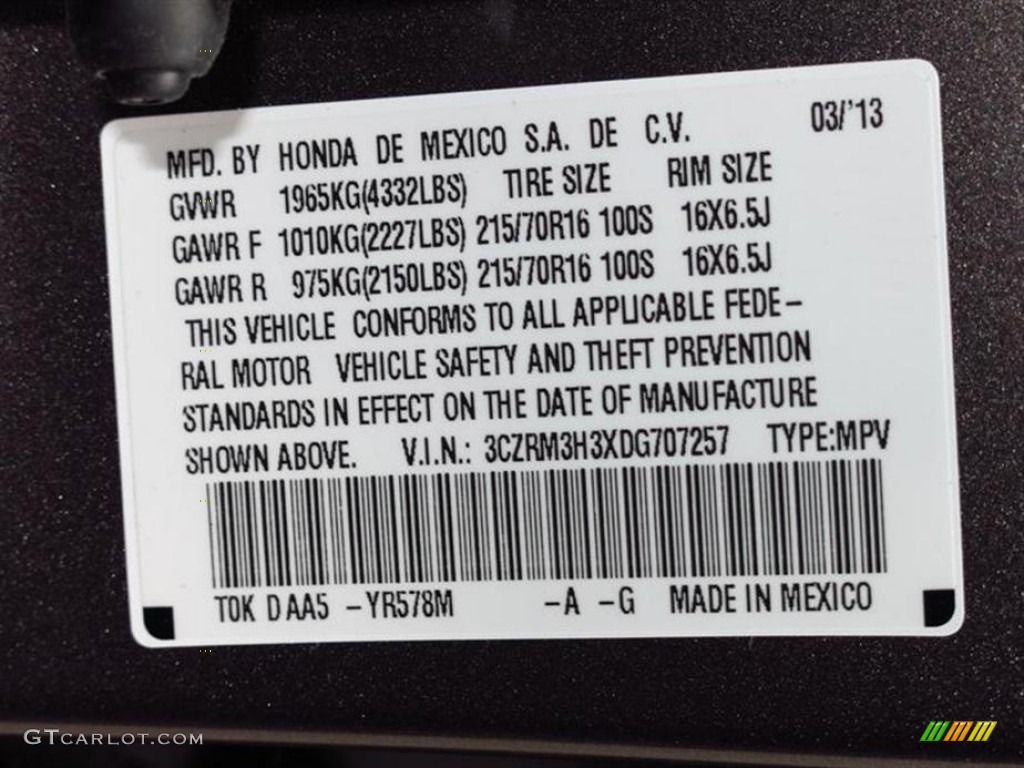 03/'13
MFD. BY HONDA DE MEXICO S.A. DE C.V.
GVWR 1965KG(4332LBS) TIRE SIZE RIM SIZE
GAWR F 1010KG(2227LBS) 215/70R16 100S 16X6.5J
GAWR R 975KG(2150LBS) 215/70R16 100S 16X6.5J
THIS VEHICLE CONFORMS TO ALL APPLICABLE FEDE-
RAL MOTOR VEHICLE SAFETY AND THEFT PREVENTION
STANDARDS IN EFFECT ON THE DATE OF MANUFACTURE
SHOWN ABOVE. V.I.N.: 3CZRM3H3XDG707257 TYPE:MPV
T0K DAA5 -YR578M -A -G MADE IN MEXICO
GTCARLOT.COM